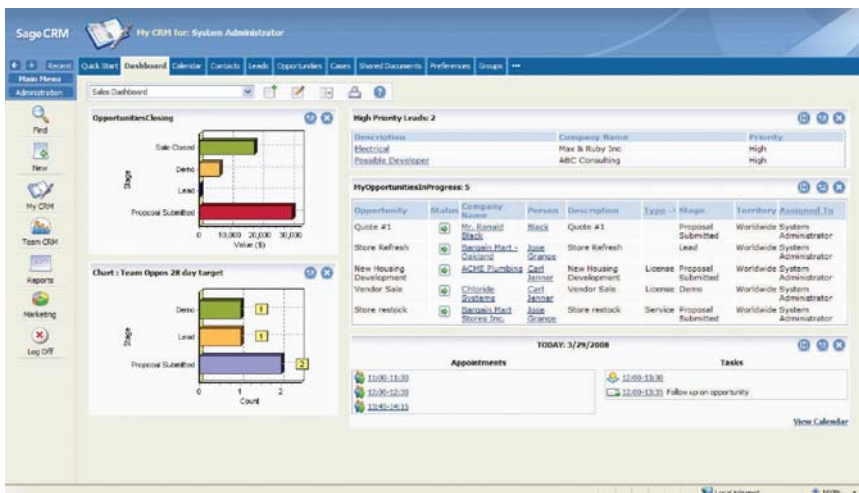 SageCRM
My CRM for: System Administrator
Recent
Main Menu
Administration
Quick Start Dashboard Calendar Contacts Leads Opportunities Cases Shared Documents Preferences Groups
Sales Dashboard
Find
New
My CRM
Team CRM
Reports
Marketing
Log Off
OpportunitiesClosing
Stage
Sale Closed
Demo
Lead
Proposal Submitted
0 10,000 20,000 30,000
Value ($)
Chart : Team Oppos 28 day target
Stage
Demo 1
Lead 1
Proposal Submitted 2
0 1 2
Count
High Priority Leads: 2
Description Company Name Priority
Electrical Max & Ruby Inc High
Possible Developer ABC Consulting High
MyOpportunitiesInProgress: 5
Opportunity Status Company Name Person Description Type Stage Territory Assigned To
Quote #1 Mr. Ronald Black Black Quote #1 Proposal Submitted Worldwide System Administrator
Store Refresh Bargain Mart - Oakland Jose Grange Store Refresh Lead Worldwide System Administrator
New Housing Development ACME Plumbing Carl Jenner New Housing Development License Proposal Submitted Worldwide System Administrator
Vendor Sale Chloride Systems Carl Jenner Vendor Sale License Demo Worldwide System Administrator
Store restock Bargain Mart Stores Inc. Jose Grange Store restock Service Proposal Submitted Worldwide System Administrator
TODAY: 3/29/2008
Appointments Tasks
11:00-11:30
12:00-12:30
13:45-14:15
12:00-13:30
12:00-13:35 Follow up on opportunity
View Calendar
Local intranet
100%